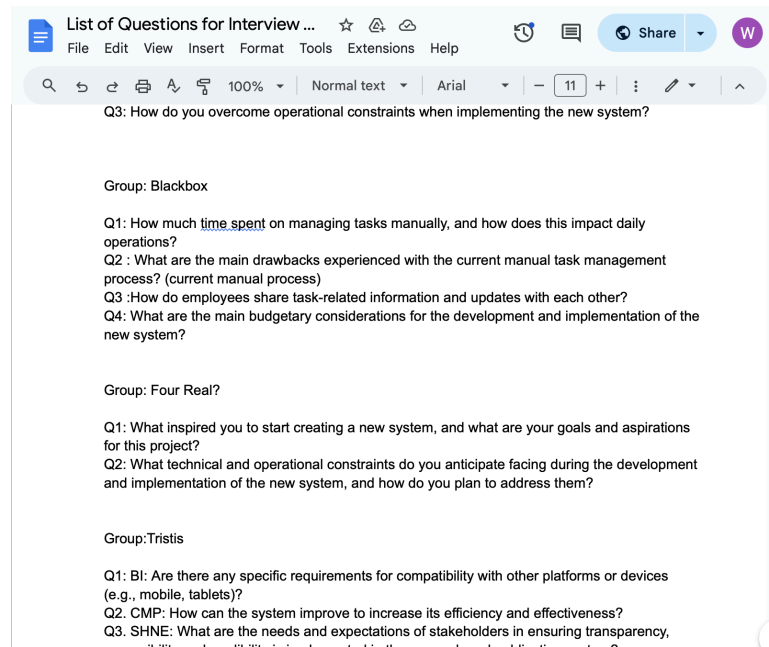 List of Questions for Interview ...
File Edit View Insert Format Tools Extensions Help
Share
W
100% Normal text Arial 11
Q3: How do you overcome operational constraints when implementing the new system?
Group: Blackbox
Q1: How much time spent on managing tasks manually, and how does this impact daily
operations?
Q2 : What are the main drawbacks experienced with the current manual task management
process? (current manual process)
Q3 :How do employees share task-related information and updates with each other?
Q4: What are the main budgetary considerations for the development and implementation of the
new system?
Group: Four Real?
Q1: What inspired you to start creating a new system, and what are your goals and aspirations
for this project?
Q2: What technical and operational constraints do you anticipate facing during the development
and implementation of the new system, and how do you plan to address them?
Group:Tristis
Q1: BI: Are there any specific requirements for compatibility with other platforms or devices
(e.g., mobile, tablets)?
Q2. CMP: How can the system improve to increase its efficiency and effectiveness?
Q3. SHNE: What are the needs and expectations of stakeholders in ensuring transparency,